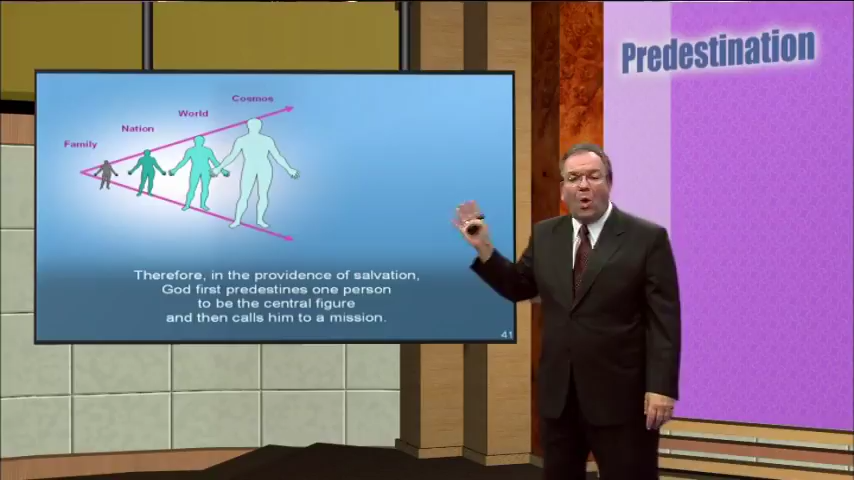 Predestination
Cosmos
World
Nation
Family
Therefore, in the providence of salvation,
God first predestines one person
to be the central figure
and then calls him to a mission.
41